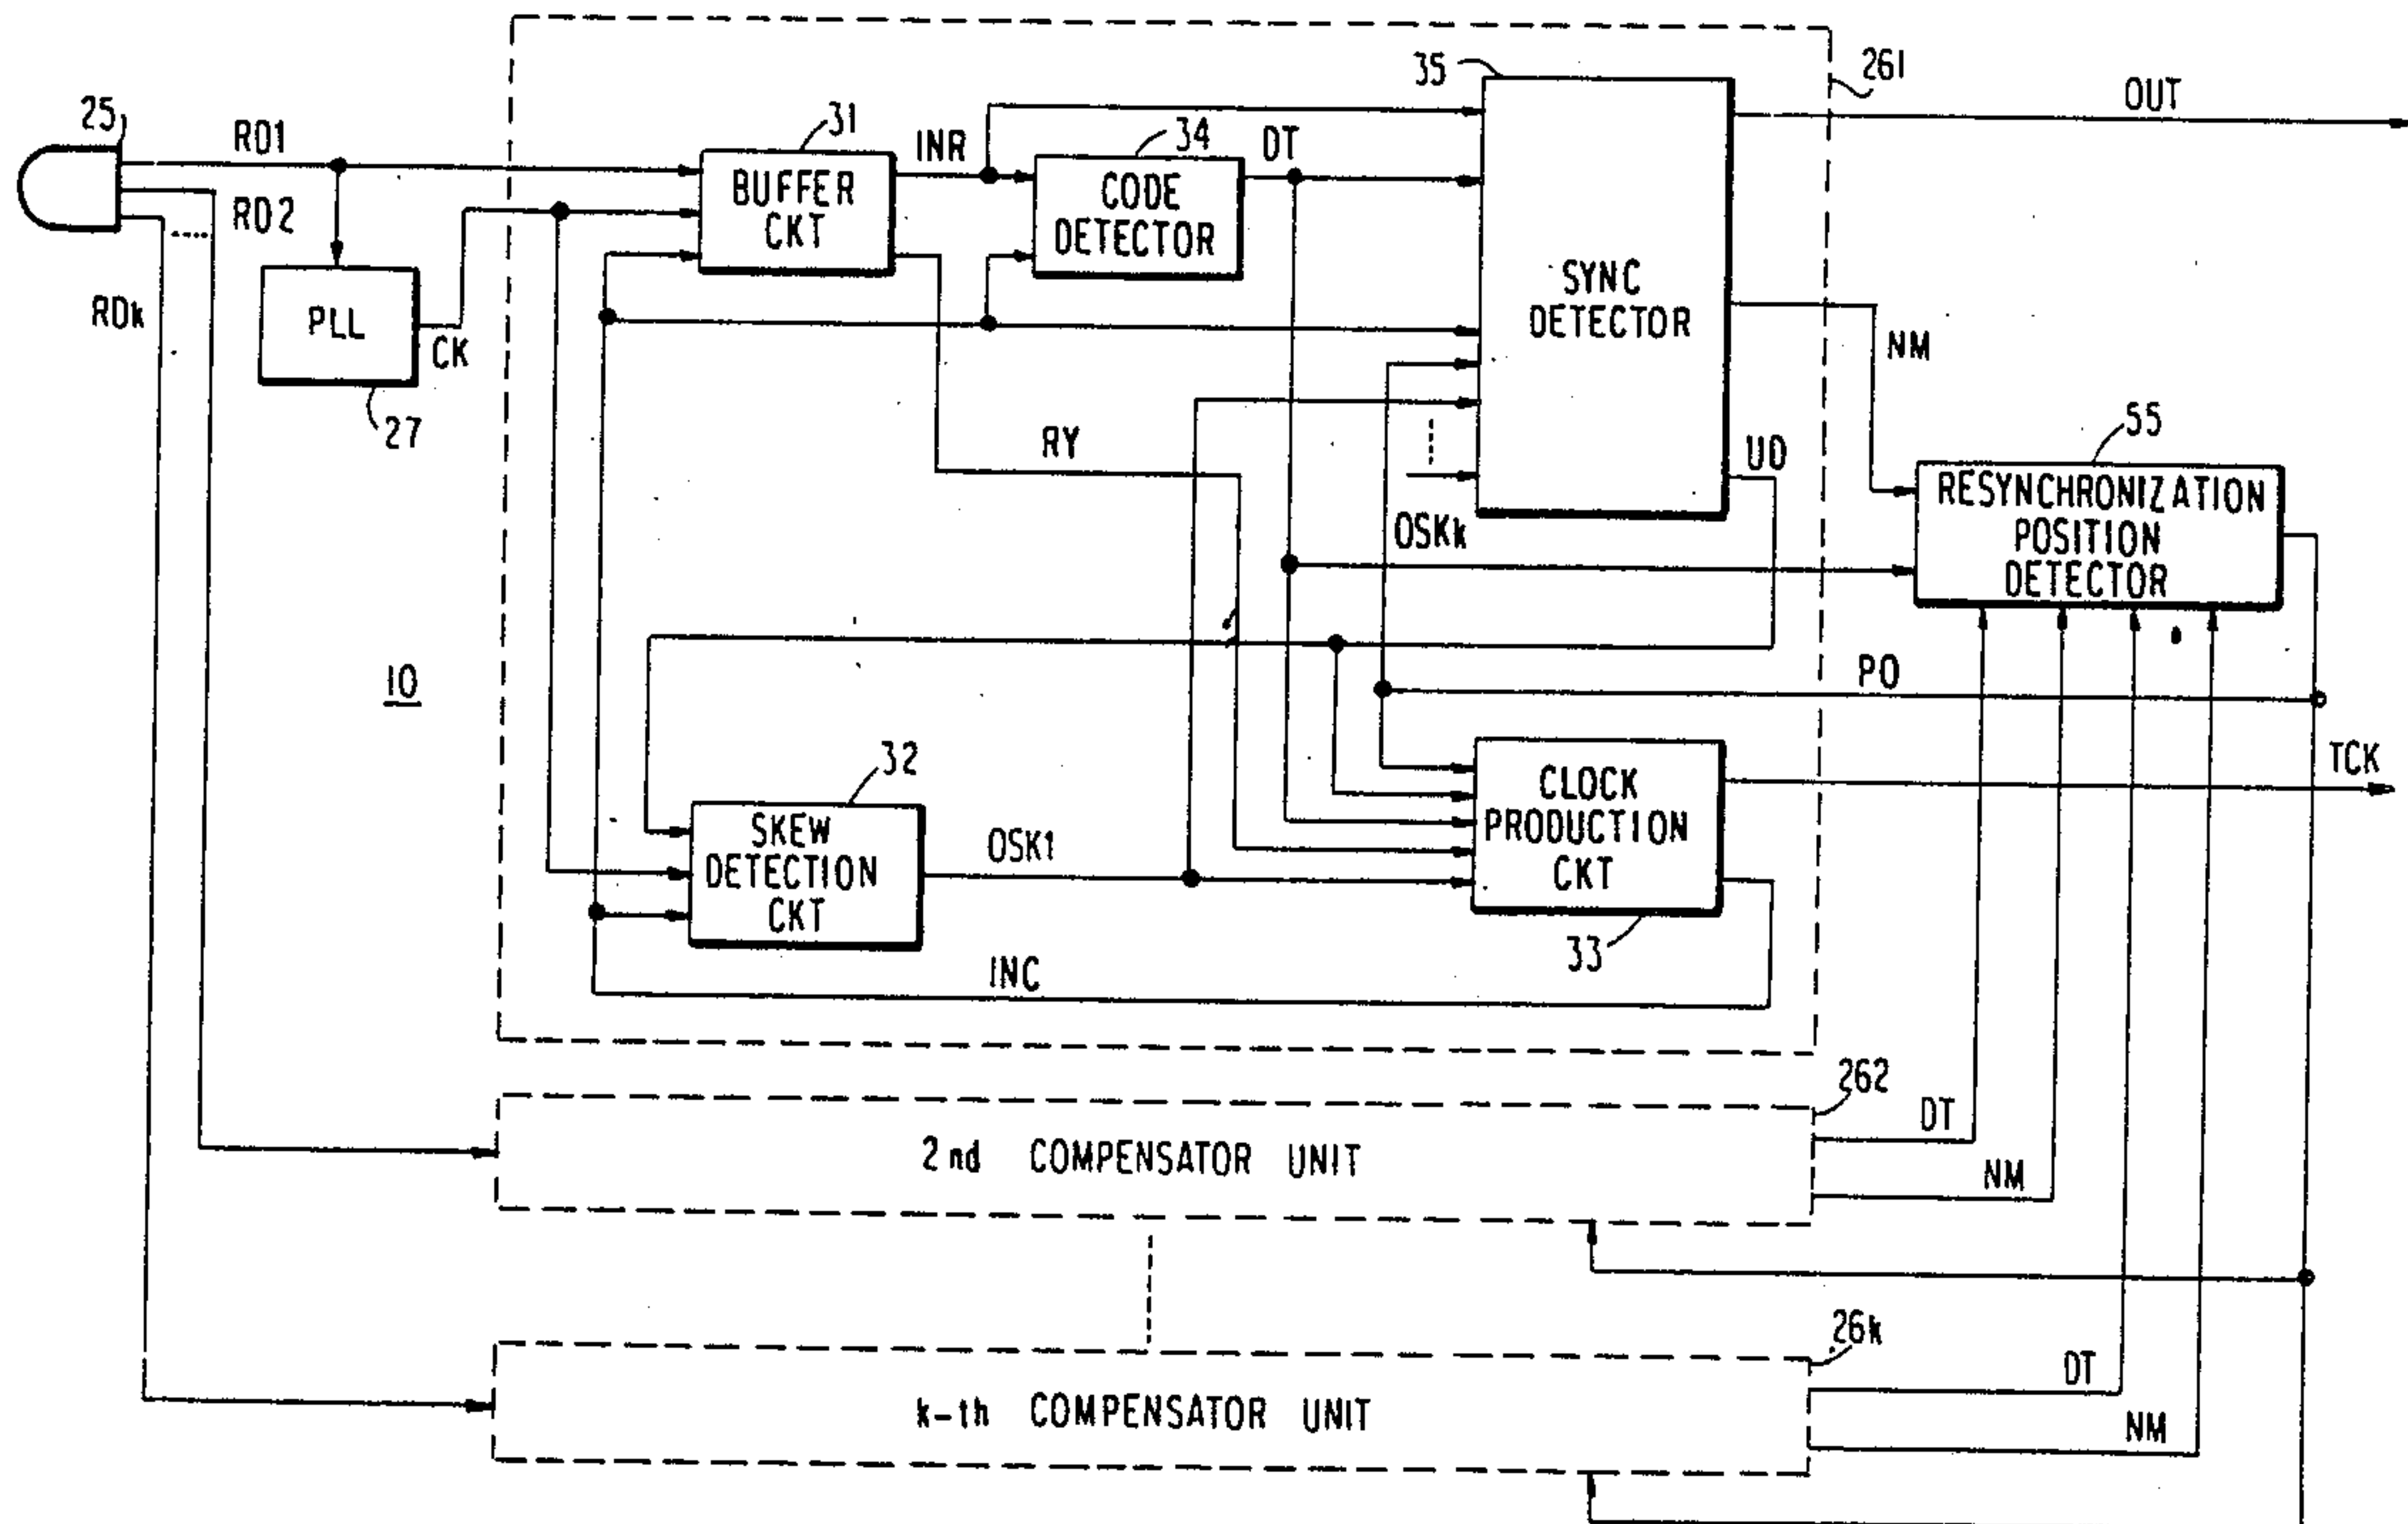 261
35
OUT
25
RD1
31
INR
34
DT
BUFFER
CKT
CODE
DETECTOR
RD2
SYNC
DETECTOR
RDk
PLL
CK
NM
27
55
RY
UD
OSKk
RESYNCHRONIZATION
POSITION
DETECTOR
10
PO
32
TCK
SKEW
DETECTION
CKT
OSK1
CLOCK
PRODUCTION
CKT
33
INC
262
DT
2nd COMPENSATOR UNIT
NM
26k
DT
k-th COMPENSATOR UNIT
NM